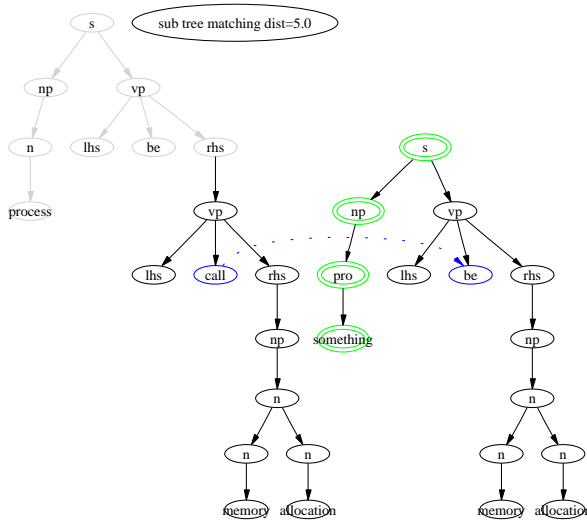 s
sub tree matching dist=5.0
np
vp
n
lhs
be
rhs
s
process
vp
np
vp
lhs
call
rhs
pro
lhs
be
rhs
np
something
np
n
n
n
n
n
n
memory
allocation
memory
allocation